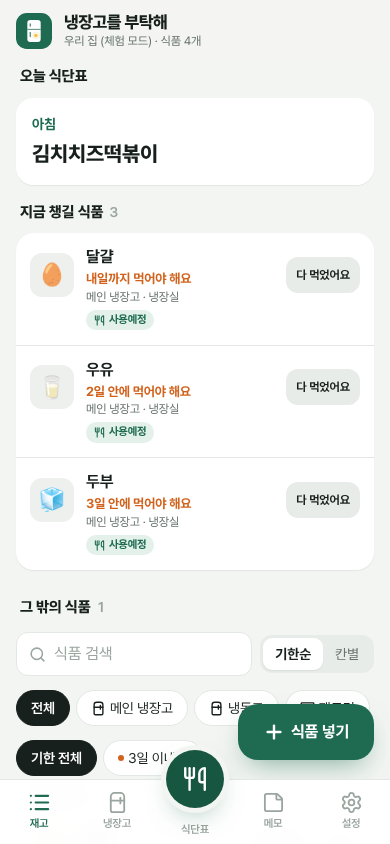 냉장고를 부탁해
우리 집 (체험 모드) · 식품 4개
오늘 식단표
아침
김치치즈떡볶이
지금 챙길 식품 3
달걀
내일까지 먹어야 해요
메인 냉장고 · 냉장실
사용예정
다 먹었어요
우유
2일 안에 먹어야 해요
메인 냉장고 · 냉장실
사용예정
다 먹었어요
두부
3일 안에 먹어야 해요
메인 냉장고 · 냉장실
사용예정
다 먹었어요
그 밖의 식품 1
식품 검색
기한순 칸별
전체 메인 냉장고
식품 넣기
기한 전체 3일 이내
재고 냉장고 식단표 메모 설정